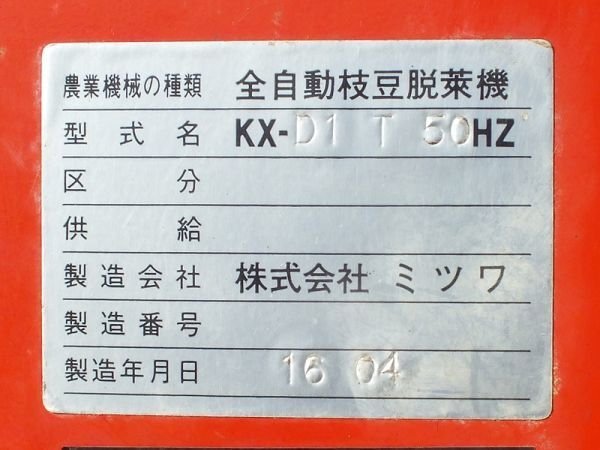 農業機械の種類 全自動枝豆脱莢機
型式名 KX-D1 T 50HZ
区分
供給
製造会社 株式会社 ミツワ
製造番号
製造年月日 16 04